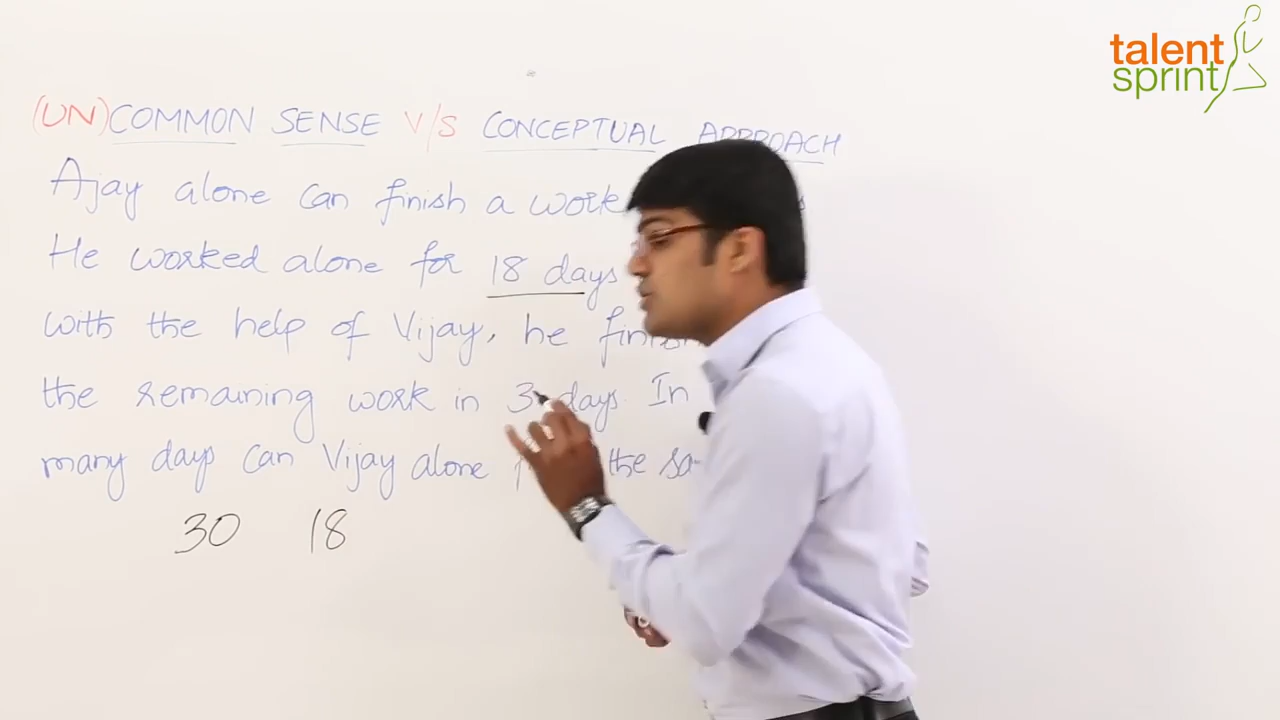 talent
sprint
(UN)COMMON SENSE V/S CONCEPTUAL APPROACH
Ajay alone can finish a work
He worked alone for 18 days
with the help of Vijay, he
the remaining work in 3 days. In
many days can Vijay alone the
30 18